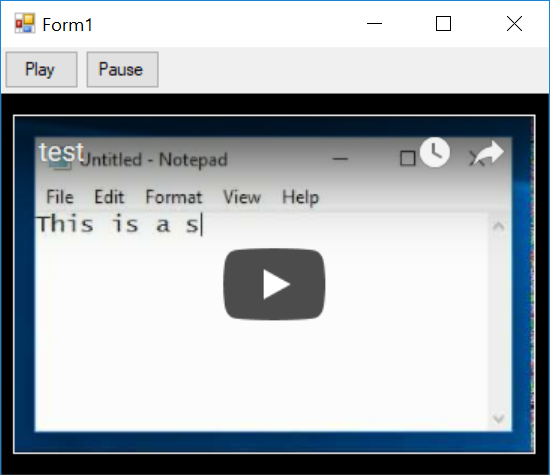 Form1
Play Pause
test Untitled - Notepad
File Edit Format View Help
This is a s